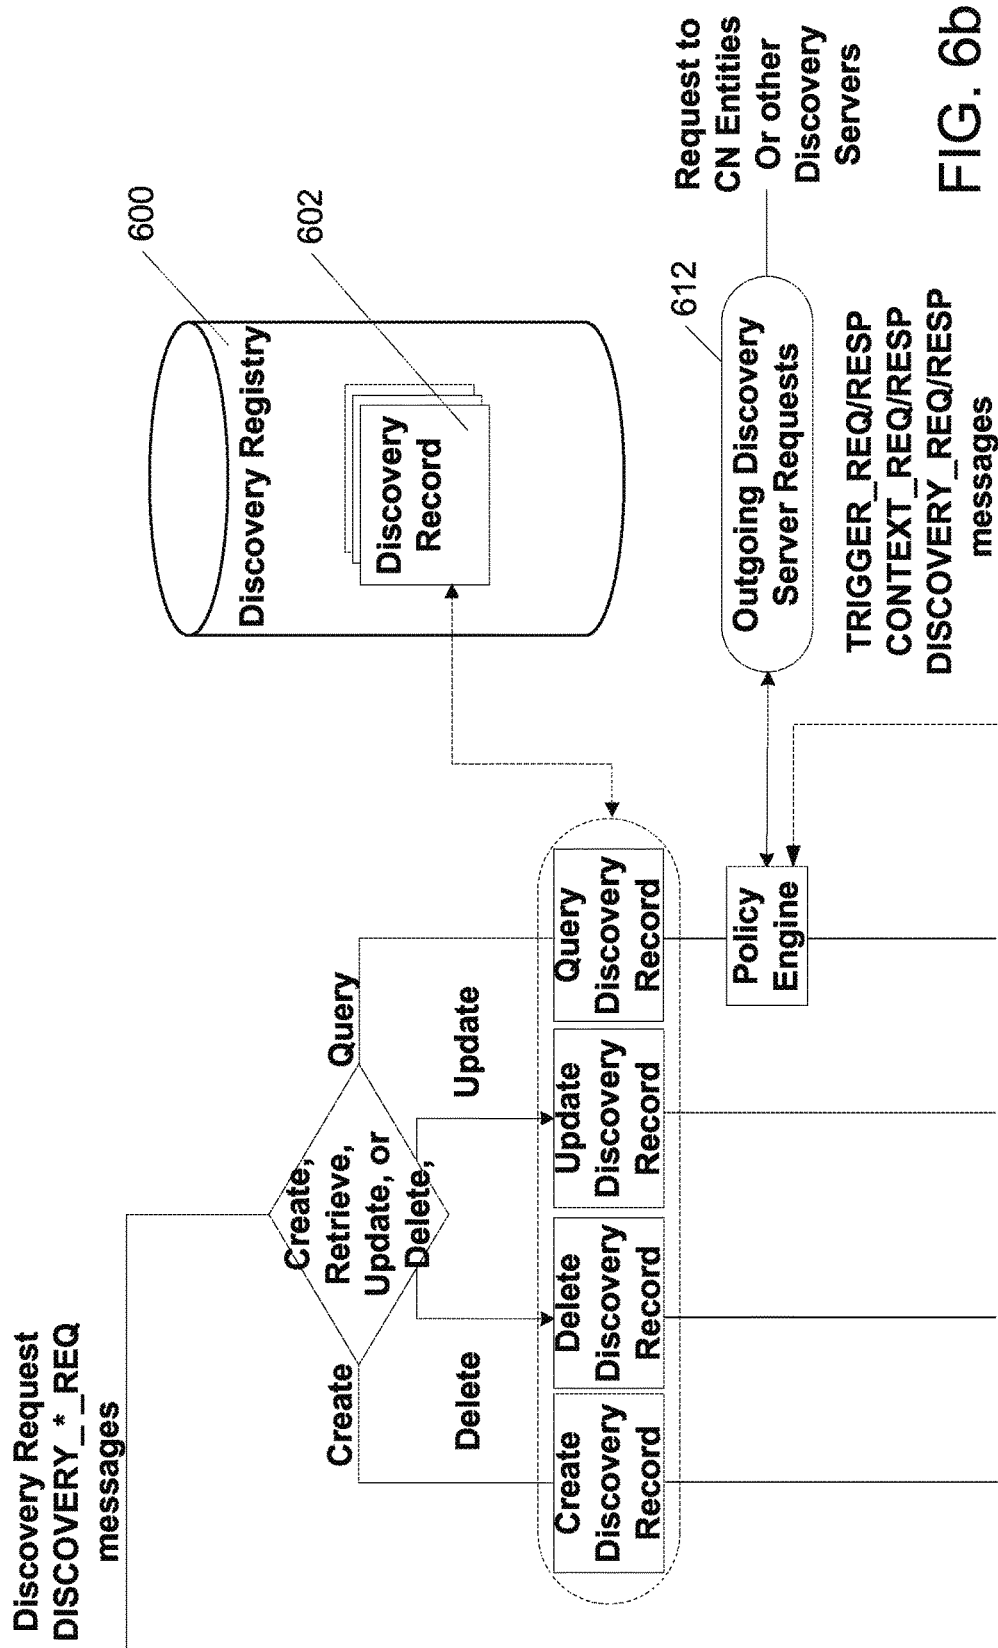 Discovery Request
DISCOVERY_*_REQ
messages
Create,
Retrieve,
Update, or
Delete,
Create
Query
Delete
Update
Create
Discovery
Record
Delete
Discovery
Record
Update
Discovery
Record
Query
Discovery
Record
Policy
Engine
600
Discovery Registry
602
Discovery
Record
612
Outgoing Discovery
Server Requests
Request to
CN Entities
Or other
Discovery
Servers
TRIGGER_REQ/RESP
CONTEXT_REQ/RESP
DISCOVERY_REQ/RESP
messages
FIG. 6b